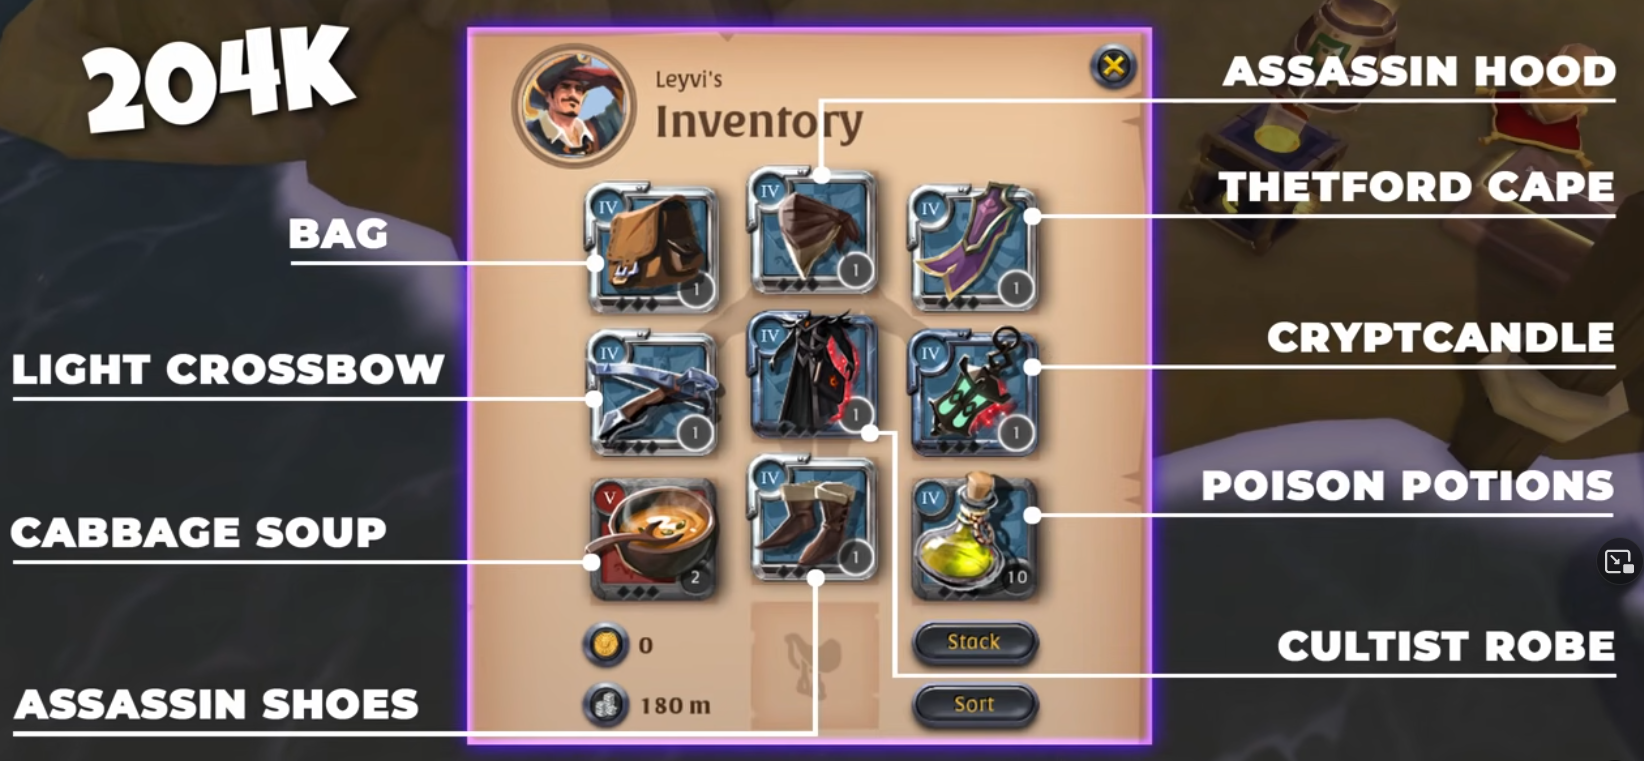 204K
Leyvi's
Inventory
ASSASSIN HOOD
THETFORD CAPE
BAG
LIGHT CROSSBOW
CRYPTCANDLE
POISON POTIONS
CABBAGE SOUP
CULTIST ROBE
ASSASSIN SHOES
IV
1
IV
1
IV
1
IV
1
IV
1
IV
1
V
2
IV
1
IV
10
0
Stack
180 m
Sort